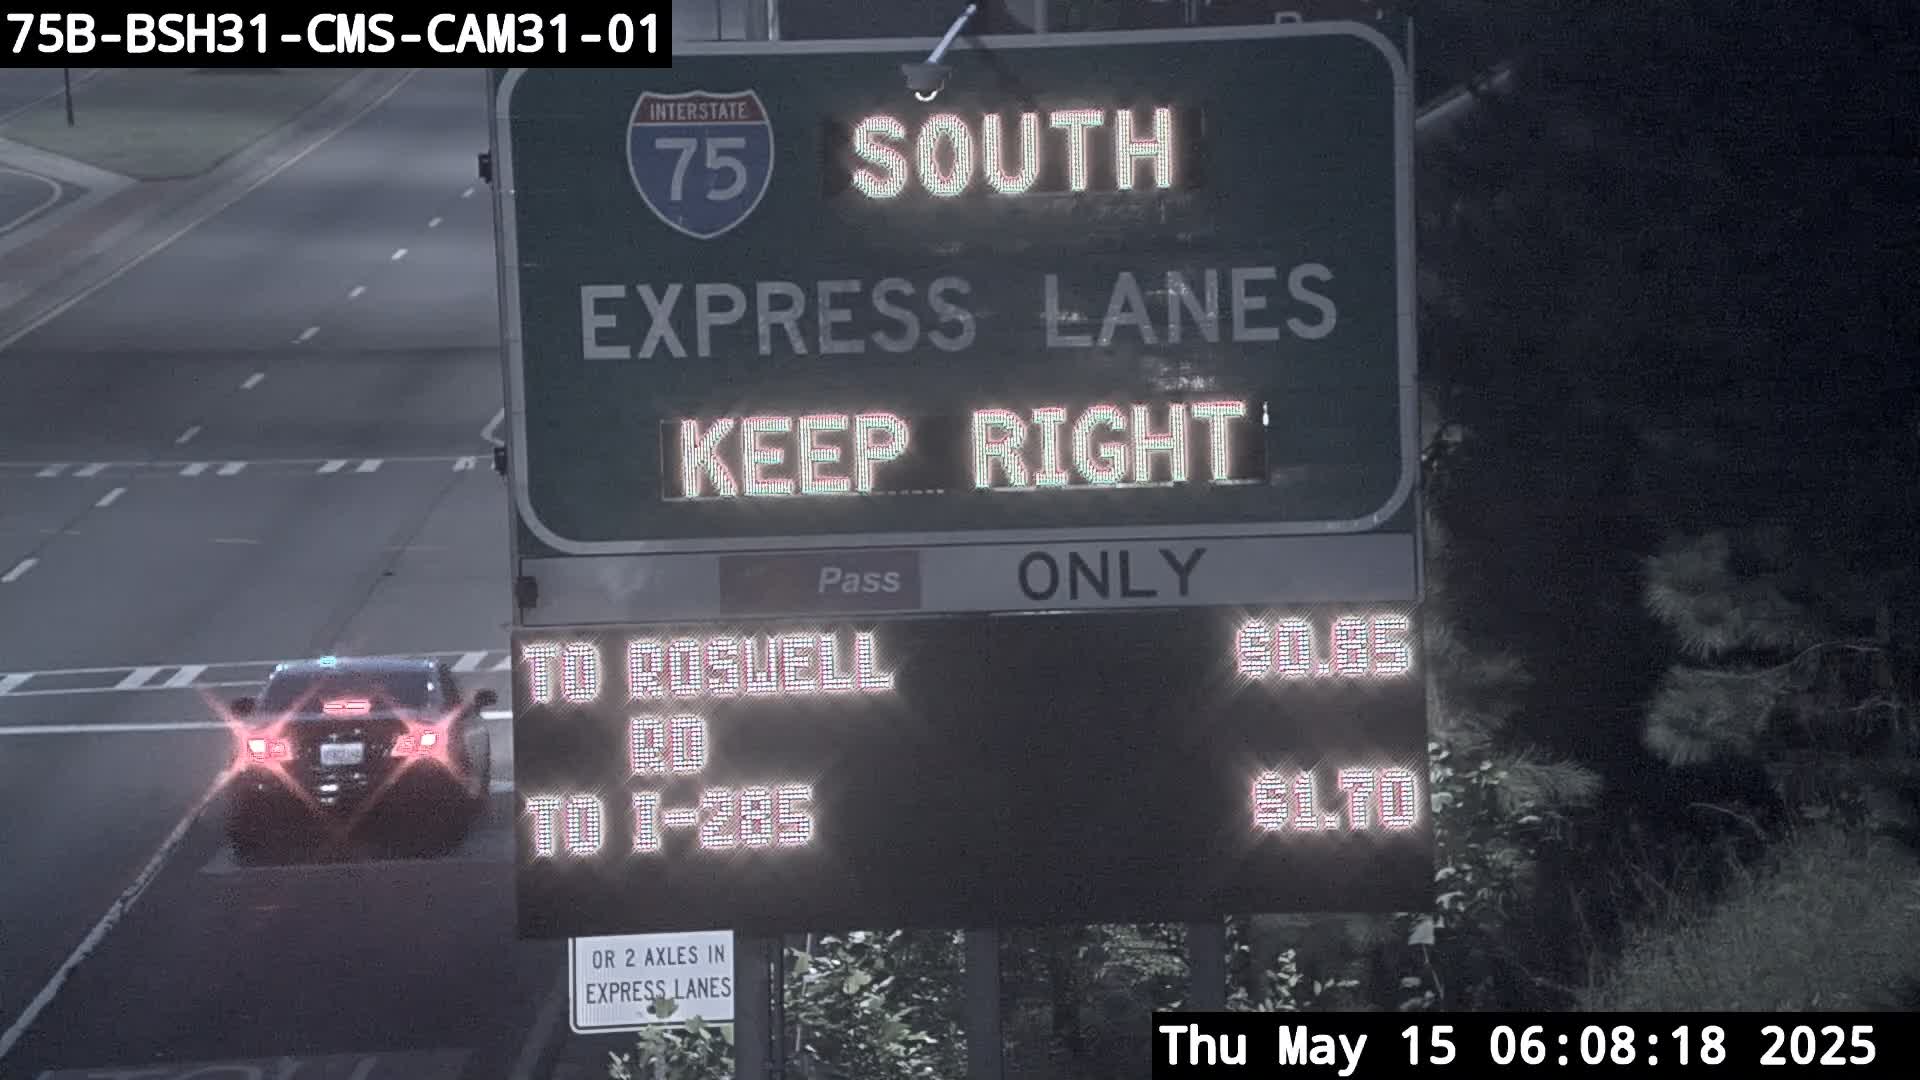 75B-BSH31-CMS-CAM31-01
INTERSTATE
75
SOUTH
EXPRESS LANES
KEEP RIGHT
Pass ONLY
TO ROSWELL $0.85
RD
TO I-285 $1.70
OR 2 AXLES IN
EXPRESS LANES
Thu May 15 06:08:18 2025